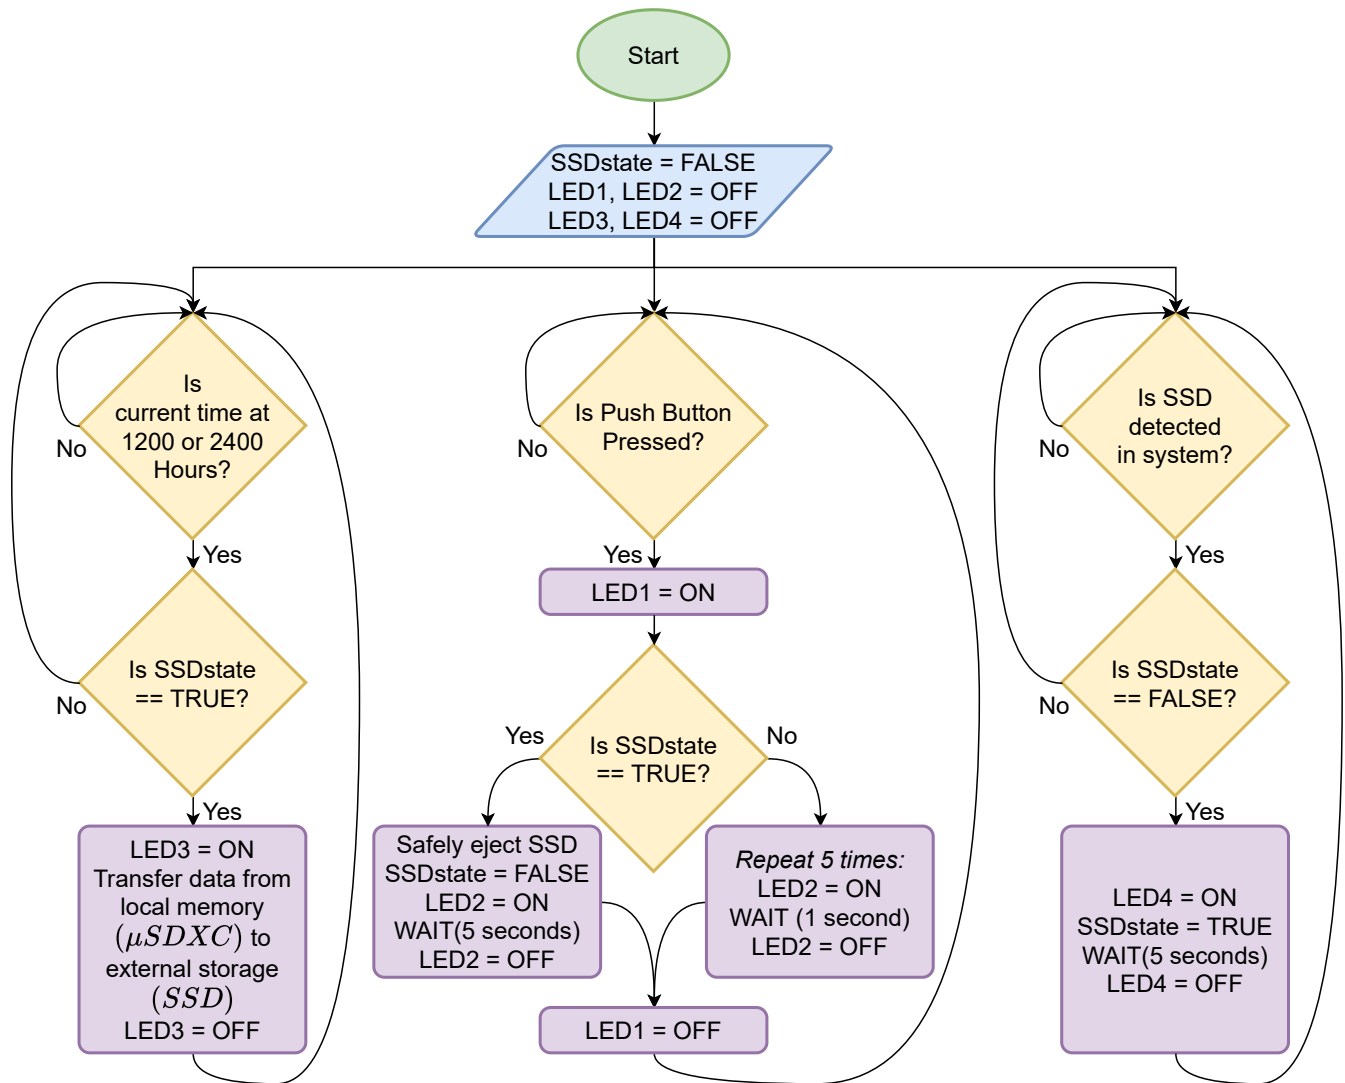 Start
SSDstate = FALSE
LED1, LED2 = OFF
LED3, LED4 = OFF
Is
current time at
1200 or 2400
Hours?
No
Yes
Is SSDstate
== TRUE?
No
Yes
LED3 = ON
Transfer data from
local memory
(μSDXC) to
external storage
(SSD)
LED3 = OFF
Is Push Button
Pressed?
No
Yes
LED1 = ON
Is SSDstate
== TRUE?
Yes
No
Safely eject SSD
SSDstate = FALSE
LED2 = ON
WAIT(5 seconds)
LED2 = OFF
Repeat 5 times:
LED2 = ON
WAIT (1 second)
LED2 = OFF
LED1 = OFF
Is SSD
detected
in system?
No
Yes
Is SSDstate
== FALSE?
No
Yes
LED4 = ON
SSDstate = TRUE
WAIT(5 seconds)
LED4 = OFF